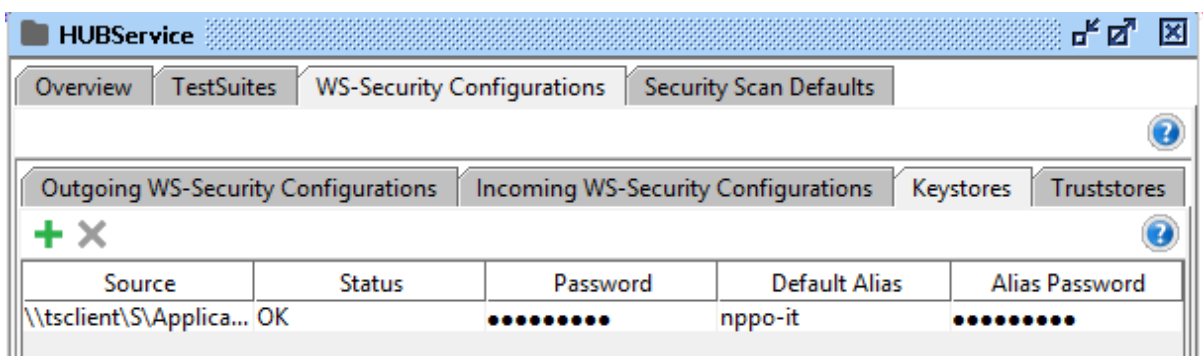 HUBService
Overview TestSuites WS-Security Configurations Security Scan Defaults
Outgoing WS-Security Configurations Incoming WS-Security Configurations Keystores Truststores
Source Status Password Default Alias Alias Password
\\tsclient\S\Applica... OK ●●●●●●●●● nppo-it ●●●●●●●●●